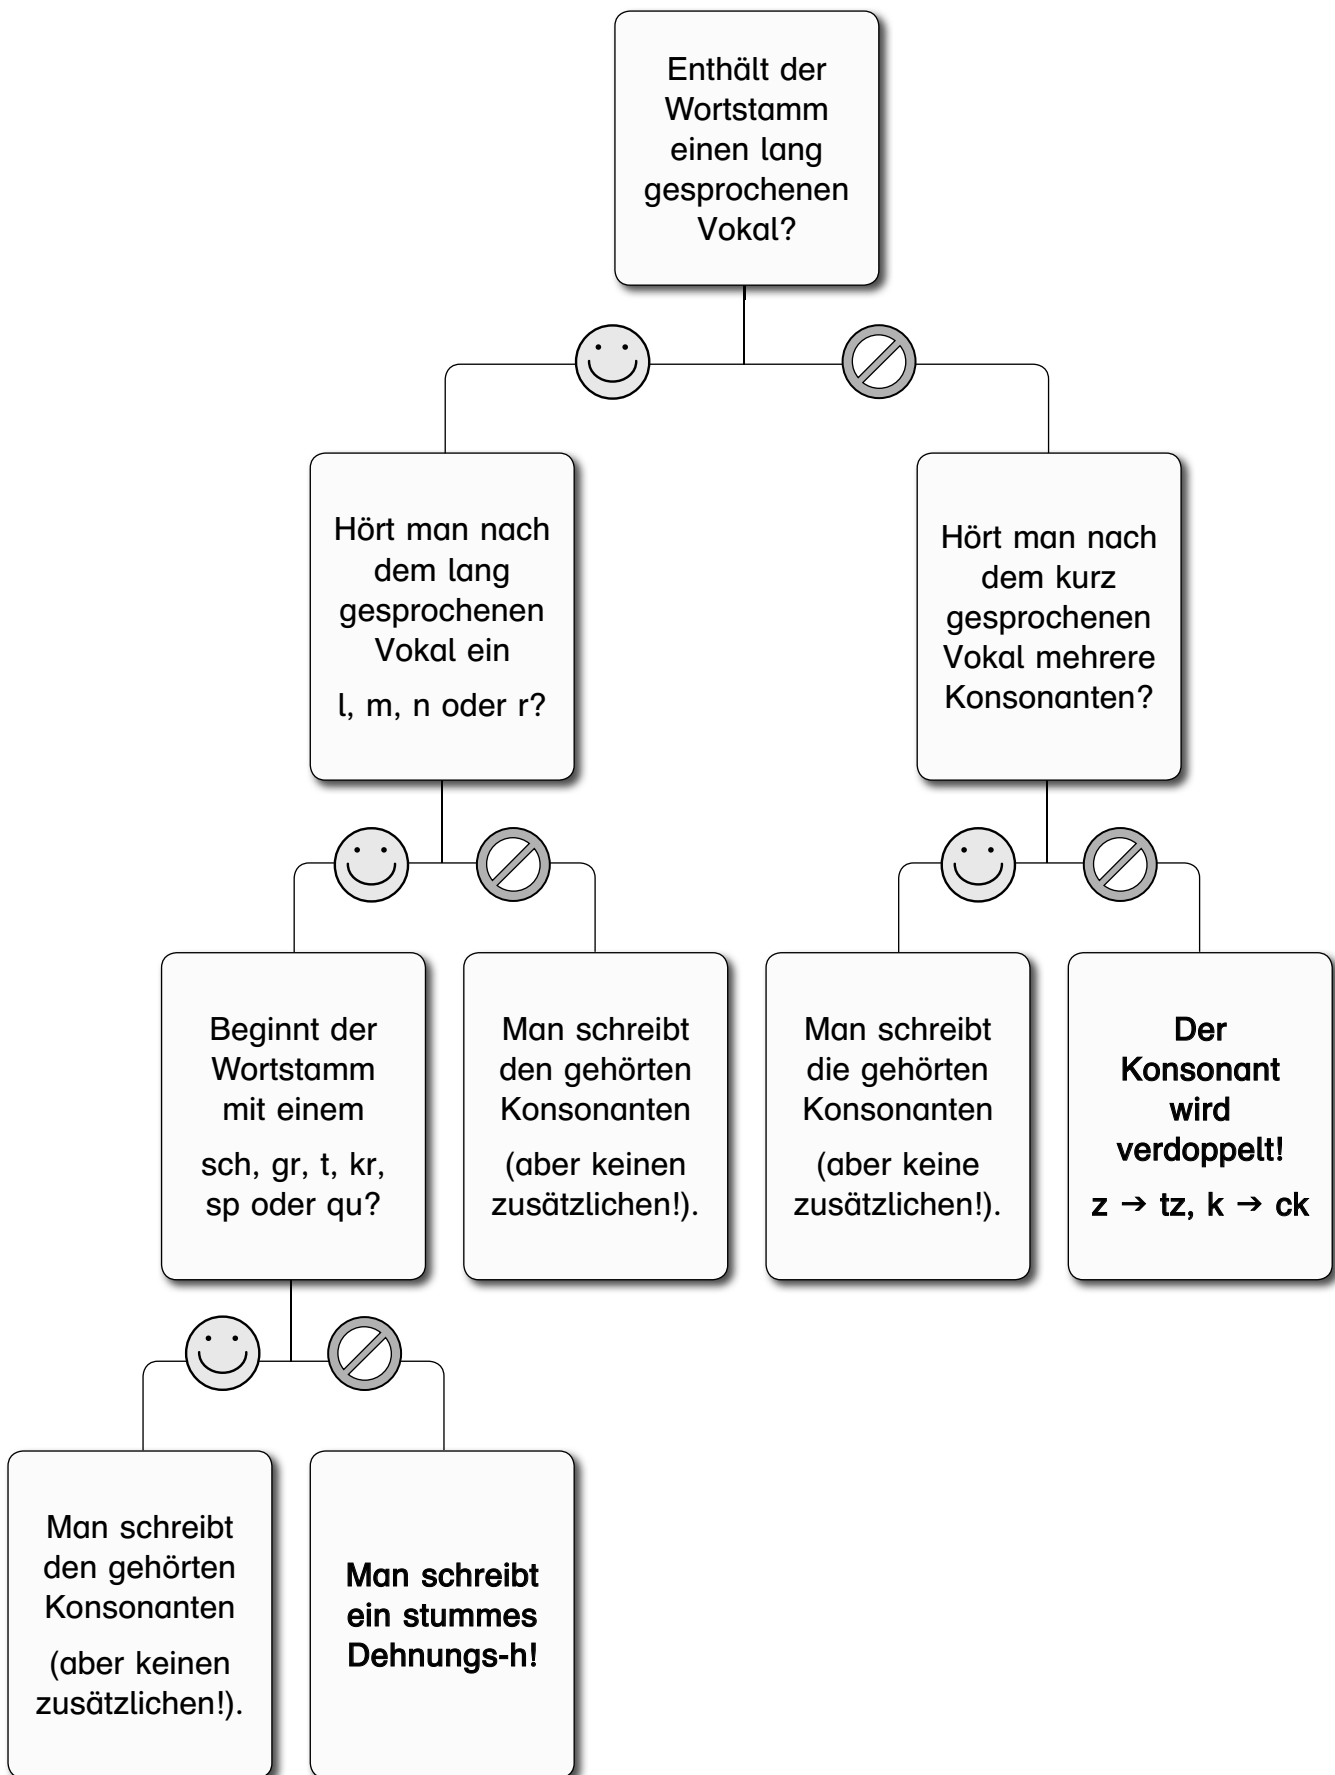 Enthält der
Wortstamm
einen lang
gesprochenen
Vokal?
Hört man nach
dem lang
gesprochenen
Vokal ein
l, m, n oder r?
Hört man nach
dem kurz
gesprochenen
Vokal mehrere
Konsonanten?
Beginnt der
Wortstamm
mit einem
sch, gr, t, kr,
sp oder qu?
Man schreibt
den gehörten
Konsonanten
(aber keinen
zusätzlichen!).
Man schreibt
die gehörten
Konsonanten
(aber keine
zusätzlichen!).
Der
Konsonant
wird
verdoppelt!
z → tz, k → ck
Man schreibt
den gehörten
Konsonanten
(aber keinen
zusätzlichen!).
Man schreibt
ein stummes
Dehnungs-h!